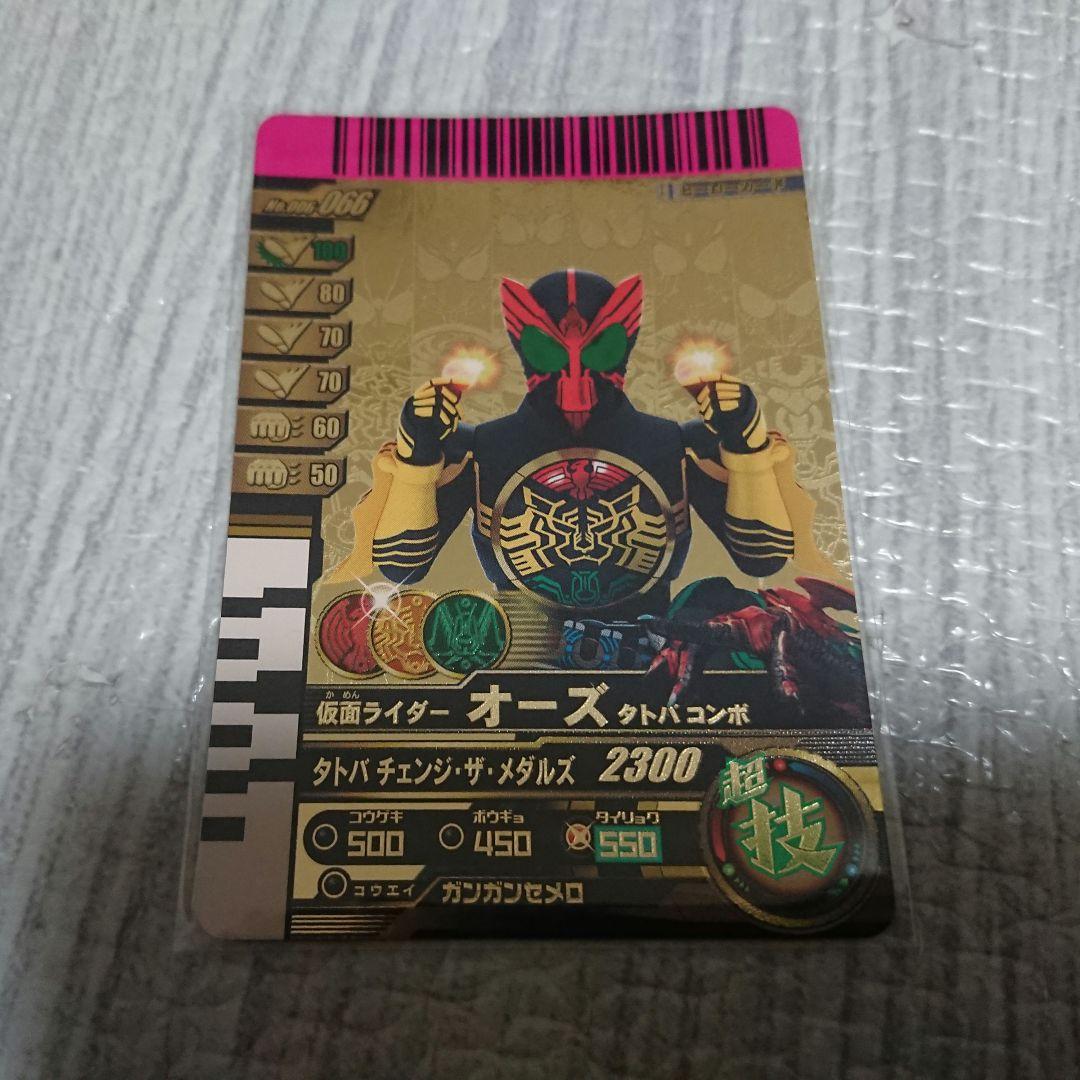 No.006-066
100
80
70
70
60
50
かめん
仮面ライダー オーズ タトバ コンボ
タトバ チェンジ・ザ・メダルズ 2300
超技
コウゲキ 500
ボウギョ 450
タイリョク 550
コウエイ ガンガンセメロ